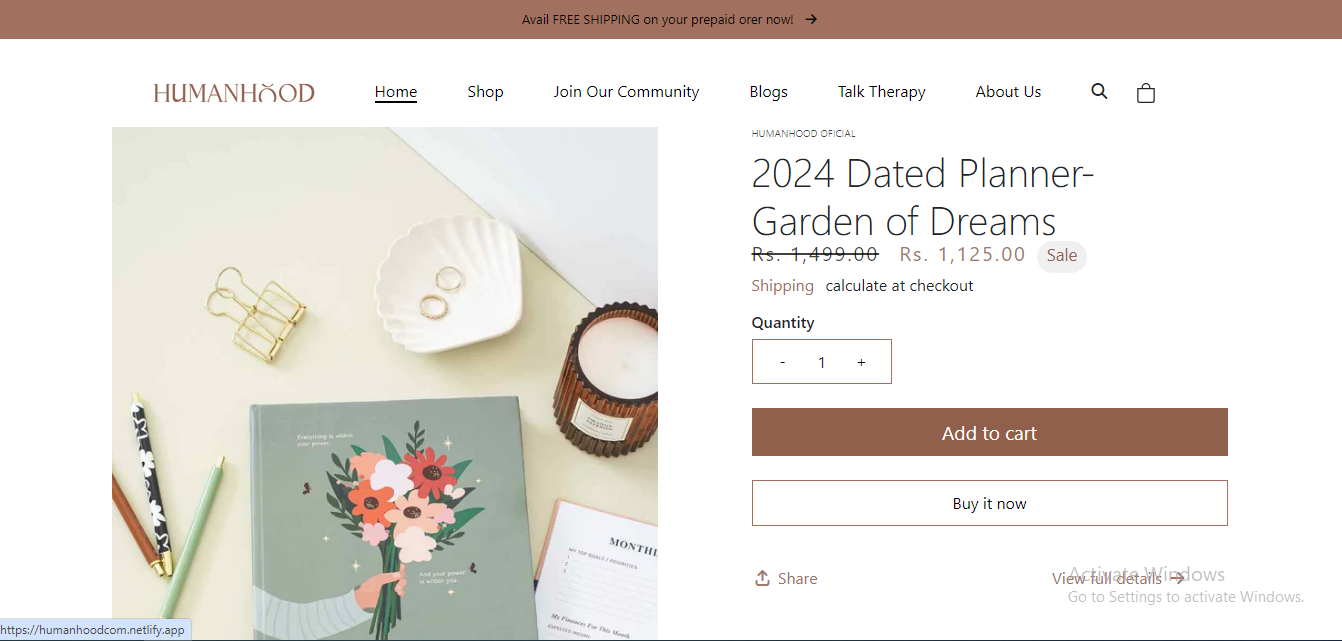 Avail FREE SHIPPING on your prepaid orer now! →
HUMANHOOD
Home
Shop
Join Our Community
Blogs
Talk Therapy
About Us
HUMANHOOD OFICIAL
2024 Dated Planner-
Garden of Dreams
Rs. 1,499.00 Rs. 1,125.00 Sale
Shipping calculate at checkout
Quantity
- 1 +
Add to cart
Buy it now
Share
View full details →
Activate Windows
Go to Settings to activate Windows.
Everything is within
your power.
And your power
is within you.
MONTHL
MY TOP GOALS / PRIORITIES
1.
2.
3.
My Finances For This Month
EXPECTED INCOME:
https://humanhoodcom.netlify.app